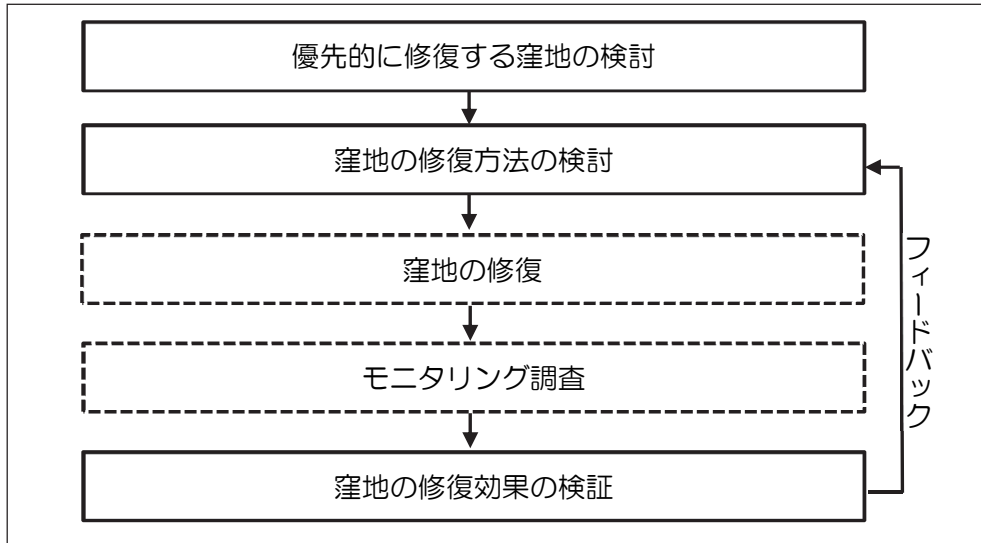 優先的に修復する窪地の検討
窪地の修復方法の検討
窪地の修復
モニタリング調査
窪地の修復効果の検証
フィードバック